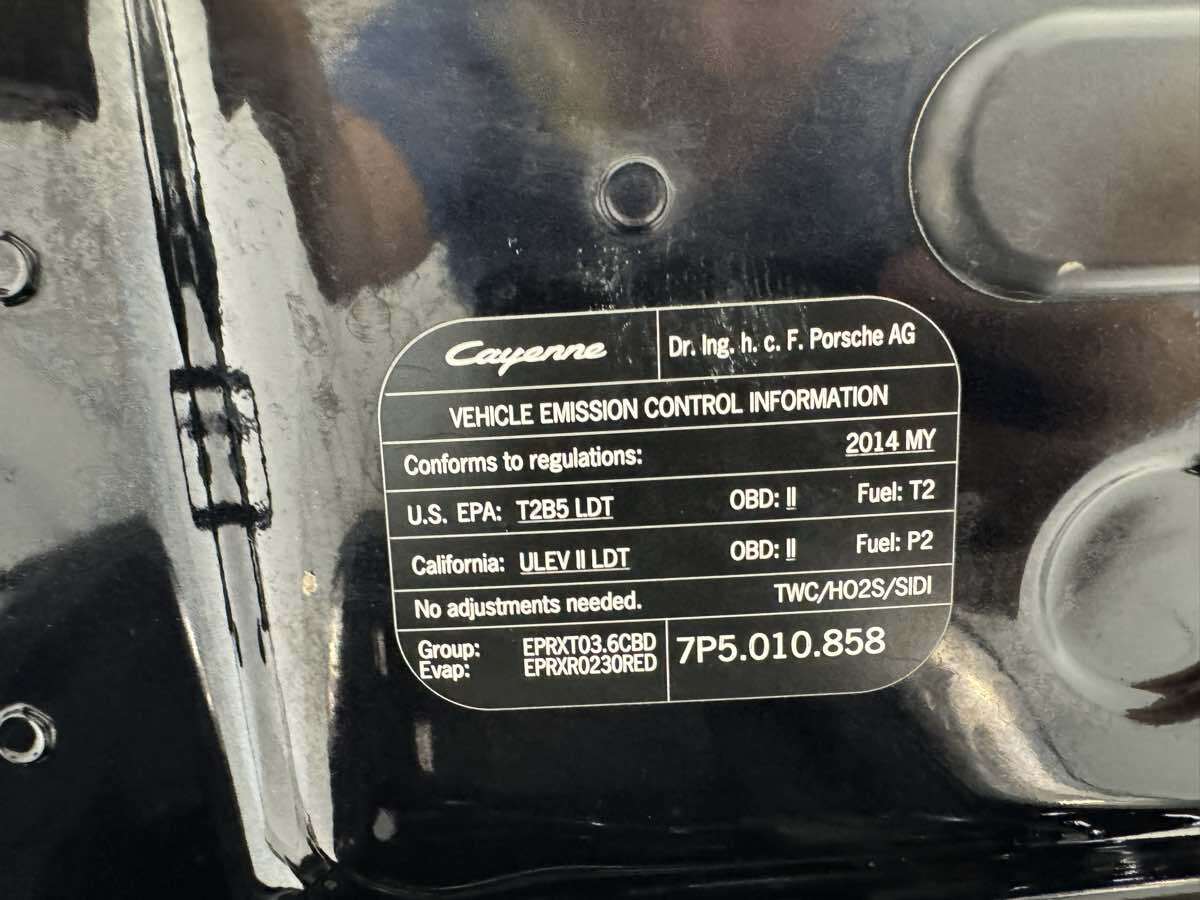 Cayenne Dr. Ing. h. c. F. Porsche AG
VEHICLE EMISSION CONTROL INFORMATION
Conforms to regulations: 2014 MY
U.S. EPA: T2B5 LDT OBD: II Fuel: T2
California: ULEV II LDT OBD: II Fuel: P2
No adjustments needed. TWC/HO2S/SIDI
Group: EPRXT03.6CBD
Evap: EPRXR0230RED
7P5.010.858